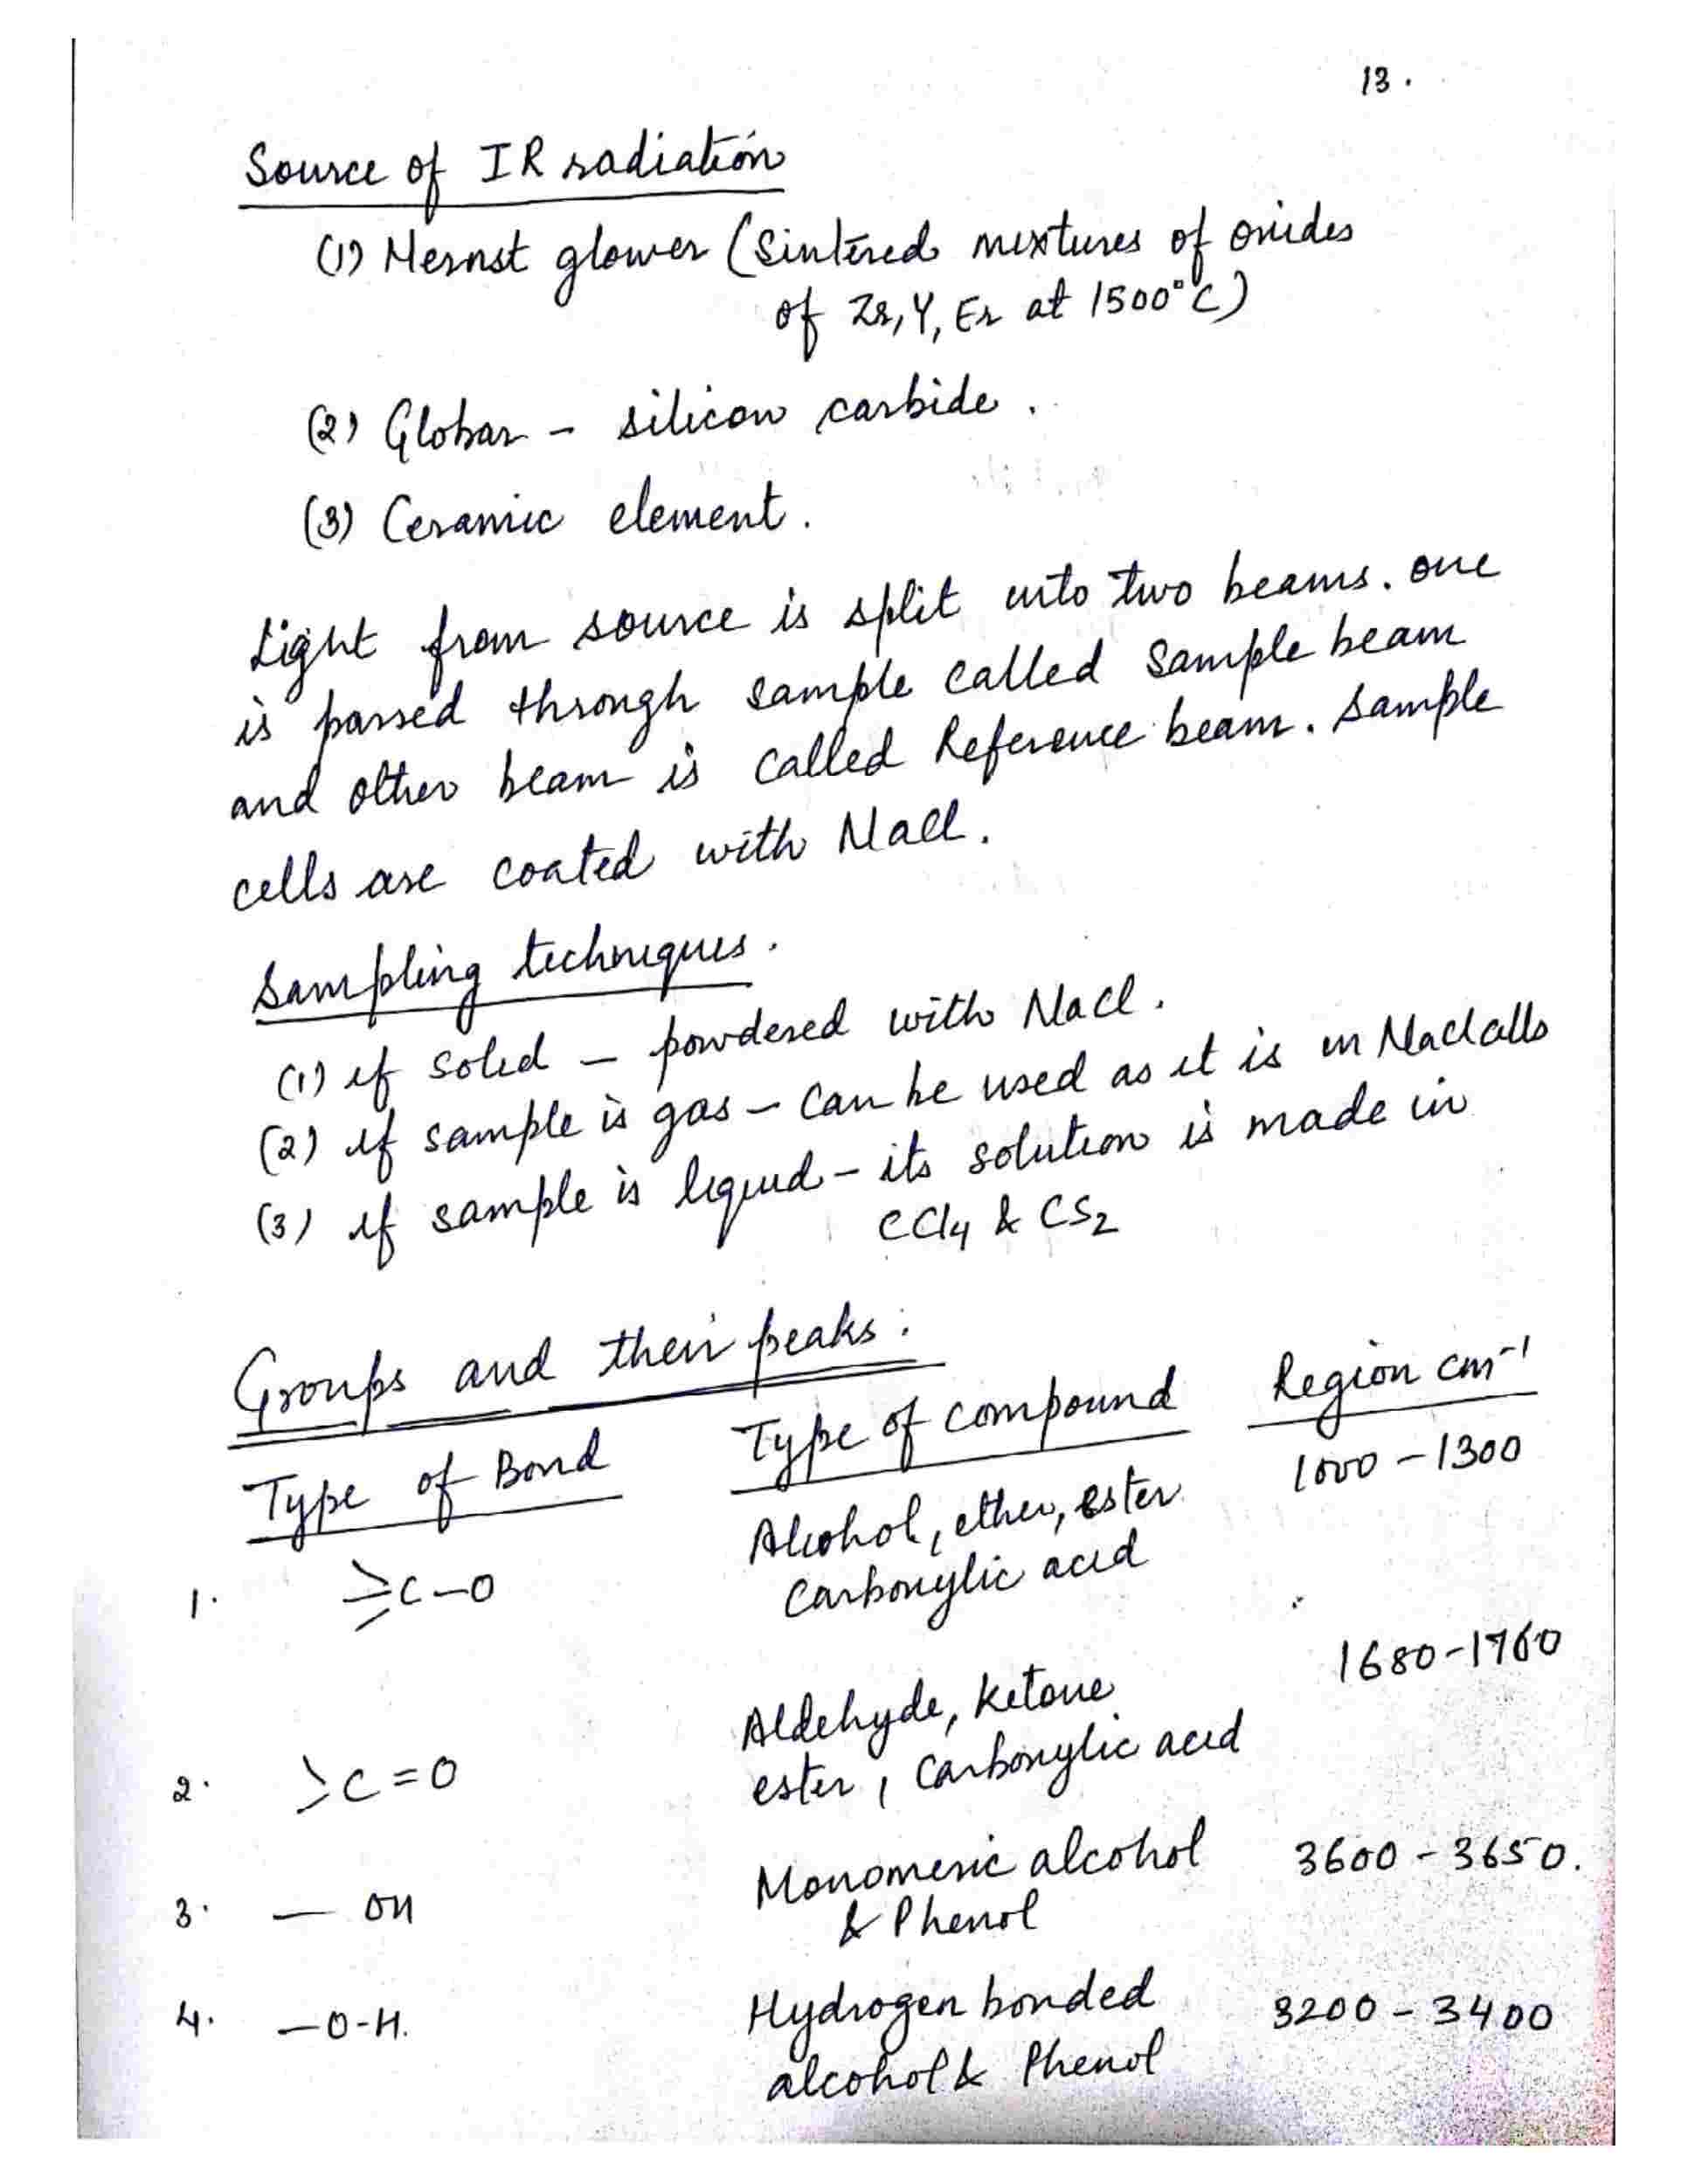 13.
Source of IR radiation
(1) Nernst glower (Sintered mixtures of oxides
of Zr, Y, Er at 1500°C)
(2) Globar - silicon carbide.
(3) Ceramic element.
Light from source is split into two beams. one
is passed through sample called sample beam
and other beam is called Reference beam. Sample
cells are coated with NaCl.
Sampling techniques.
(1) if solid - powdered with NaCl.
(2) if sample is gas - can be used as it is in NaCl cells
(3) if sample is liquid - its solution is made in
CCl4 & CS2
Groups and their peaks:
Type of Bond Type of compound Region cm⁻¹
Alcohol, ether, ester 1000 - 1300
1. ≥C-O Carboxylic acid
1680-1760
Aldehyde, Ketone
2. >C=O ester, Carboxylic acid
Monomeric alcohol 3600 - 3650.
3. - OH & Phenol
4. -O-H. Hydrogen bonded 3200 - 3400
alcohol & Phenol